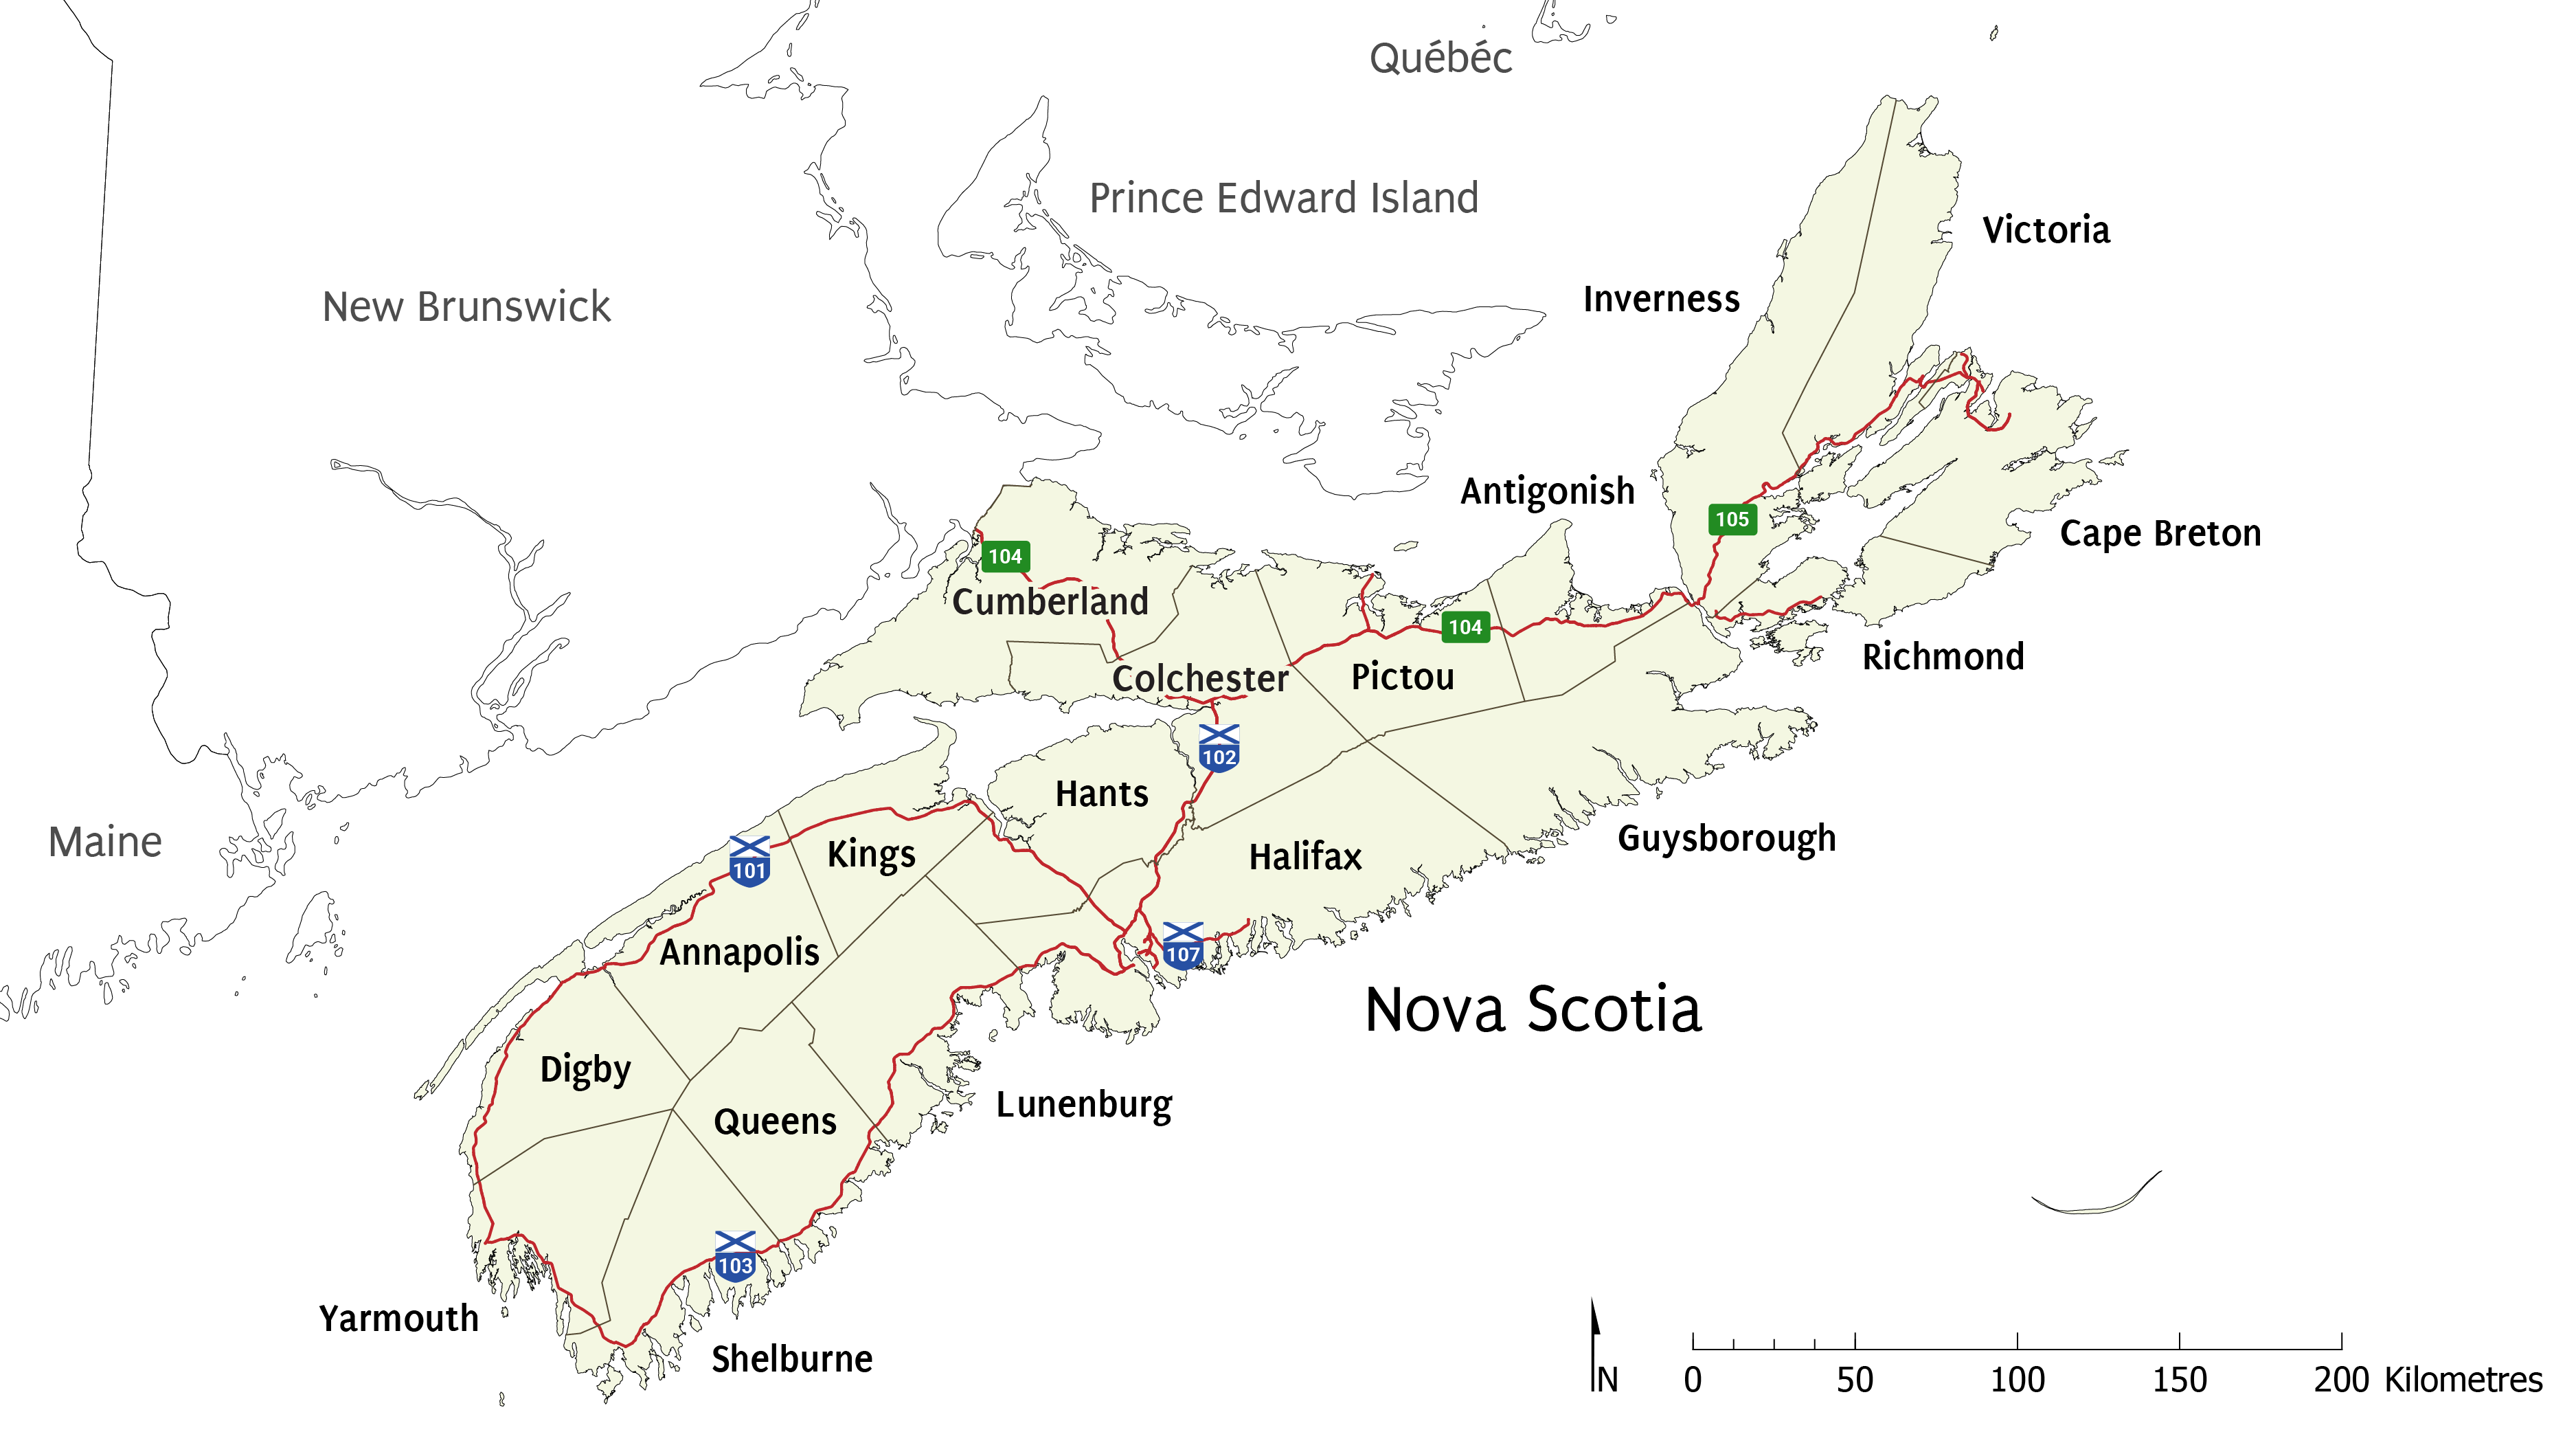 Québéc
Prince Edward Island
Victoria
New Brunswick
Inverness
Antigonish
105
Cape Breton
104
Cumberland
104
Richmond
Colchester
Pictou
102
Hants
Maine
101
Kings
Halifax
Guysborough
Annapolis
107
Nova Scotia
Digby
Queens
Lunenburg
103
Yarmouth
Shelburne
N
0 50 100 150 200 Kilometres